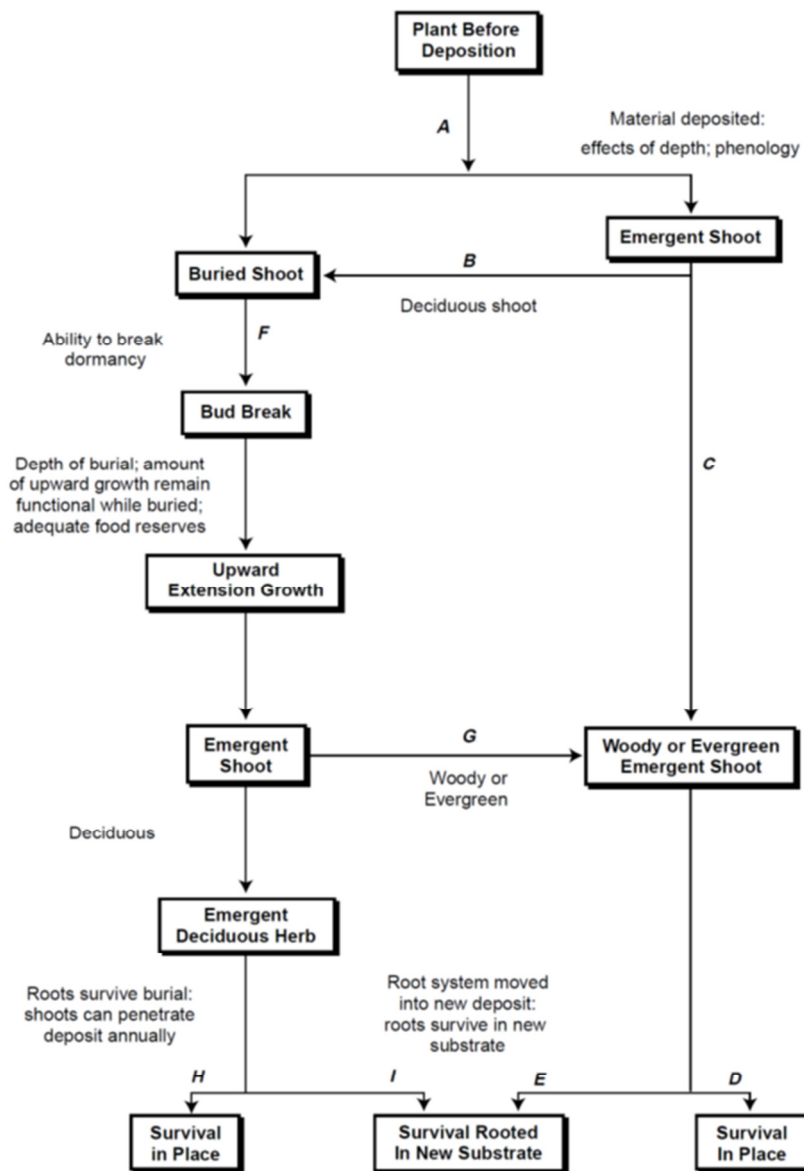 Plant Before
Deposition
A
Material deposited:
effects of depth; phenology
Emergent Shoot
Buried Shoot
B
Deciduous shoot
F
Ability to break
dormancy
Bud Break
C
Depth of burial; amount
of upward growth remain
functional while buried;
adequate food reserves
Upward
Extension Growth
Emergent
Shoot
G
Woody or
Evergreen
Woody or Evergreen
Emergent Shoot
Deciduous
Emergent
Deciduous Herb
Roots survive burial:
shoots can penetrate
deposit annually
Root system moved
into new deposit:
roots survive in new
substrate
H
I
E
D
Survival
in Place
Survival Rooted
In New Substrate
Survival
In Place